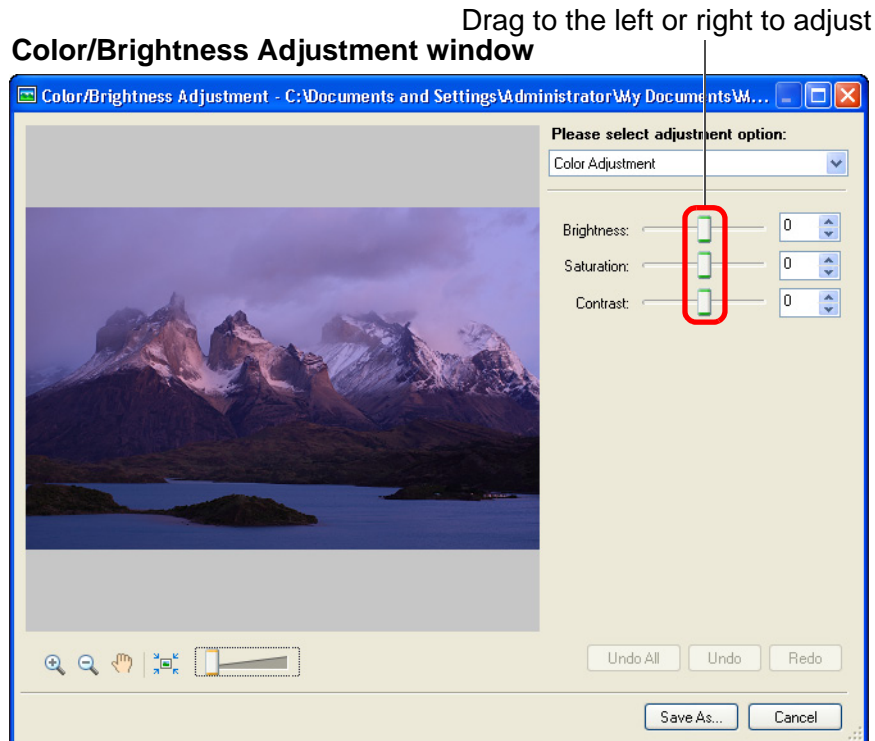 Drag to the left or right to adjust
Color/Brightness Adjustment window
Color/Brightness Adjustment - C:\Documents and Settings\Administrator\My Documents\M...
Please select adjustment option:
Color Adjustment
Brightness: 0
Saturation: 0
Contrast: 0
Undo All Undo Redo
Save As... Cancel